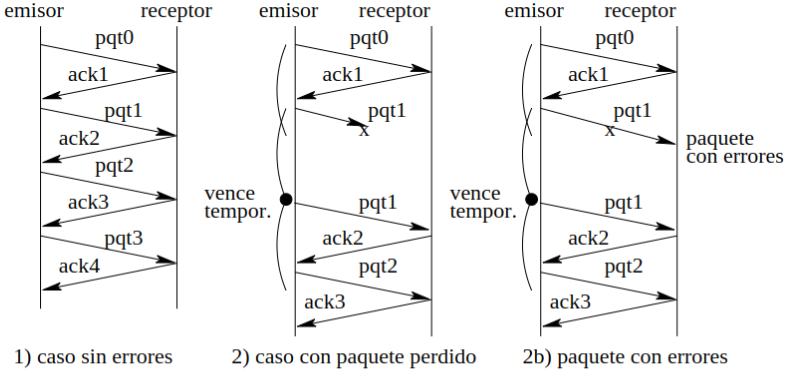 emisor receptor
pqt0
ack1
pqt1
ack2
pqt2
ack3
pqt3
ack4
1) caso sin errores
emisor receptor
pqt0
ack1
pqt1
x
vence
tempor.
pqt1
ack2
pqt2
ack3
2) caso con paquete perdido
emisor receptor
pqt0
ack1
pqt1
x
paquete
con errores
vence
tempor.
pqt1
ack2
pqt2
ack3
2b) paquete con errores